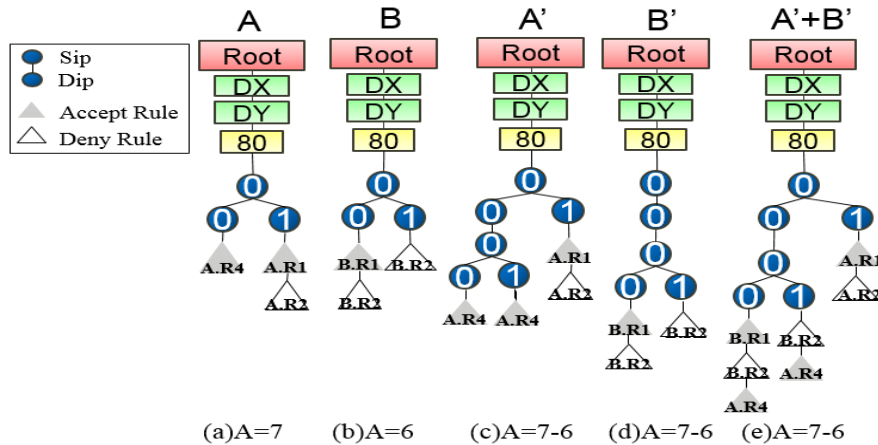 A B A' B' A'+B'
Sip
Dip
Accept Rule
Deny Rule
Root Root Root Root Root
DX DX DX DX DX
DY DY DY DY DY
80 80 80 80 80
0 0 0 0 0
0 1 0 1 0 1 0 0 1
0 0 0
0 1 0 1 0 1
A.R4 A.R1 B.R1 B.R2 A.R1 A.R1
A.R2 B.R2 A.R2 A.R2
A.R4 A.R4 B.R1 B.R2 B.R1 B.R2
B.R2 B.R2 A.R4
A.R4
(a)A=7 (b)A=6 (c)A=7-6 (d)A=7-6 (e)A=7-6